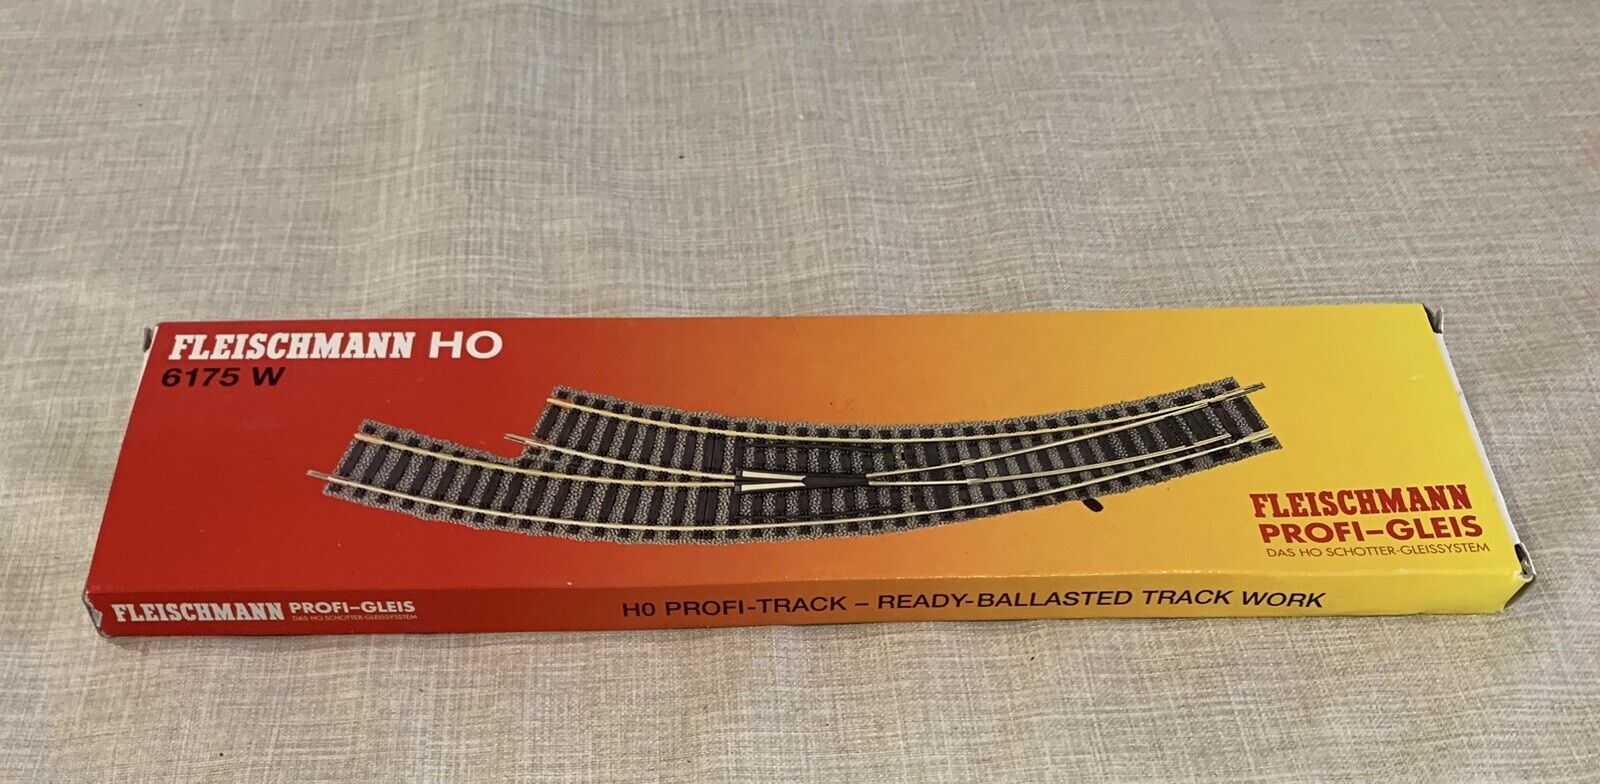 FLEISCHMANN HO
6175 W
FLEISCHMANN
PROFI-GLEIS
DAS HO SCHOTTER-GLEISSYSTEM
FLEISCHMANN PROFI-GLEIS
DAS HO SCHOTTER-GLEISSYSTEM
H0 PROFI-TRACK – READY-BALLASTED TRACK WORK